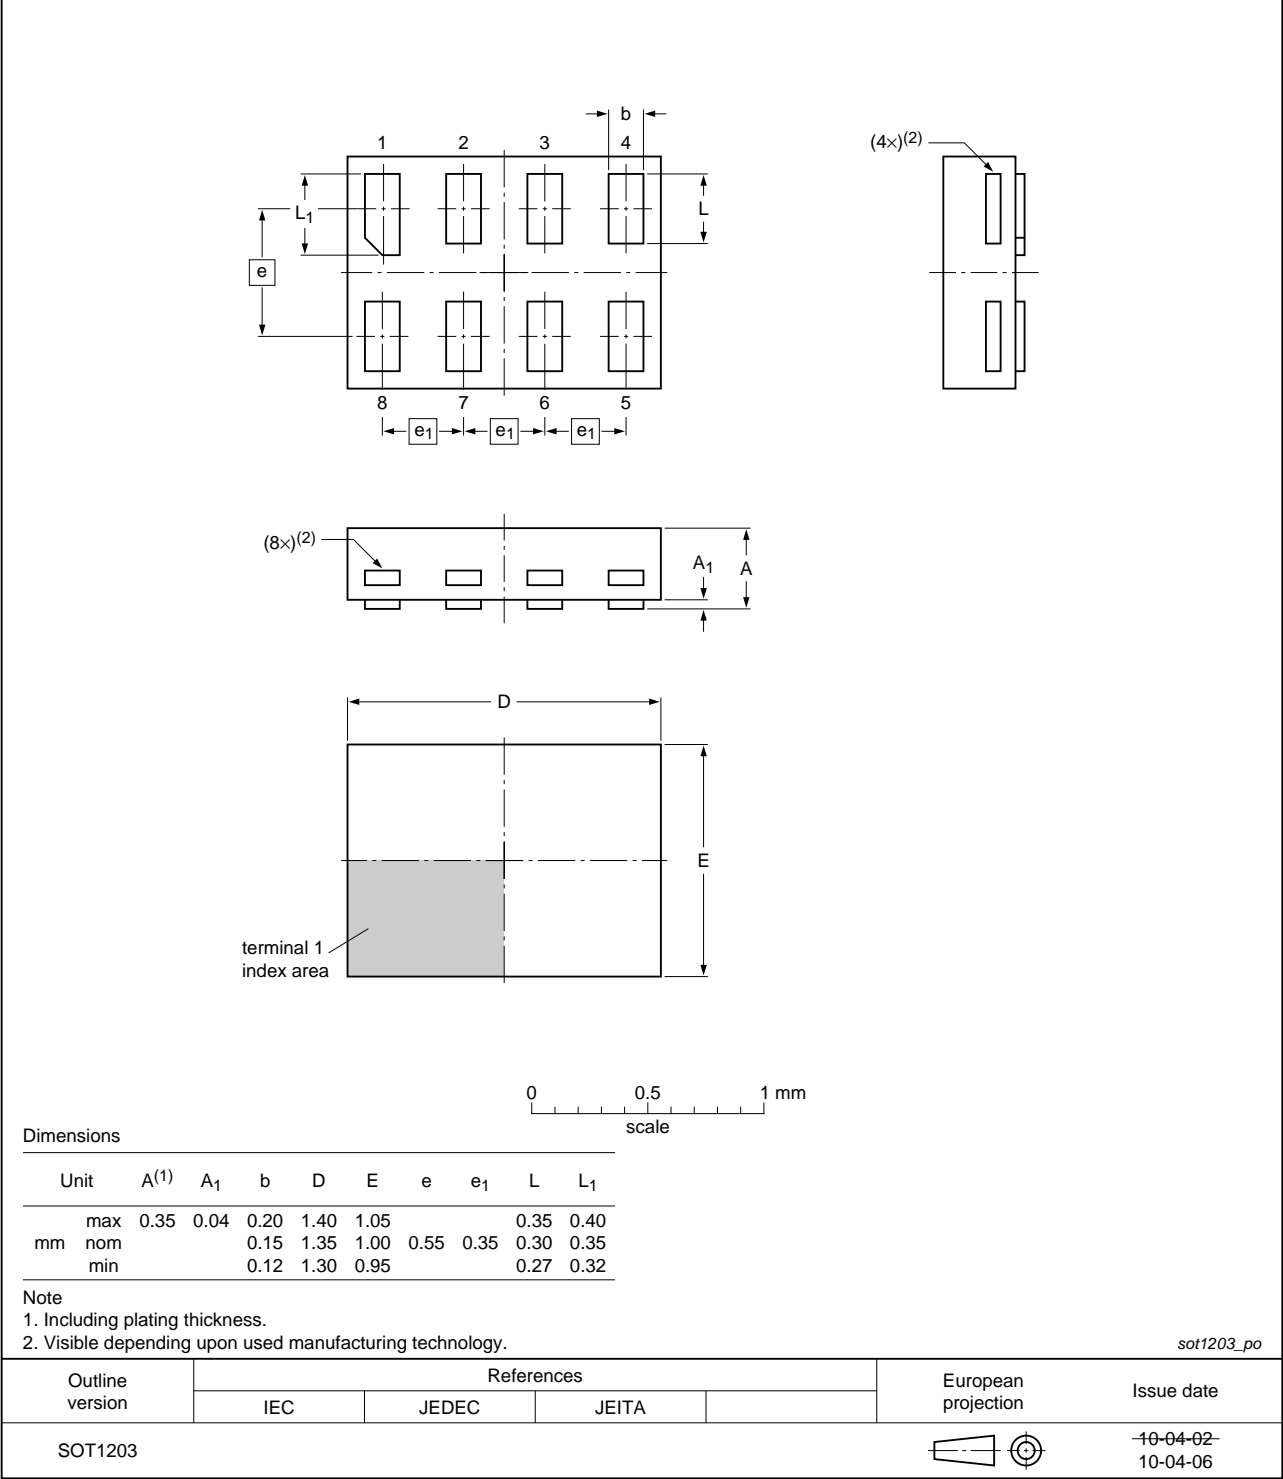 b
1 2 3 4
(4×)(2)
L1
L
e
8 7 6 5
e1 e1 e1
(8×)(2)
A1
A
D
E
terminal 1
index area
0 0.5 1 mm
scale
Dimensions
Unit A(1) A1 b D E e e1 L L1
max 0.35 0.04 0.20 1.40 1.05 0.35 0.40
mm nom 0.15 1.35 1.00 0.55 0.35 0.30 0.35
min 0.12 1.30 0.95 0.27 0.32
Note
1. Including plating thickness.
2. Visible depending upon used manufacturing technology.
sot1203_po
Outline
version
References
IEC JEDEC JEITA
European
projection
Issue date
SOT1203
10-04-02
10-04-06